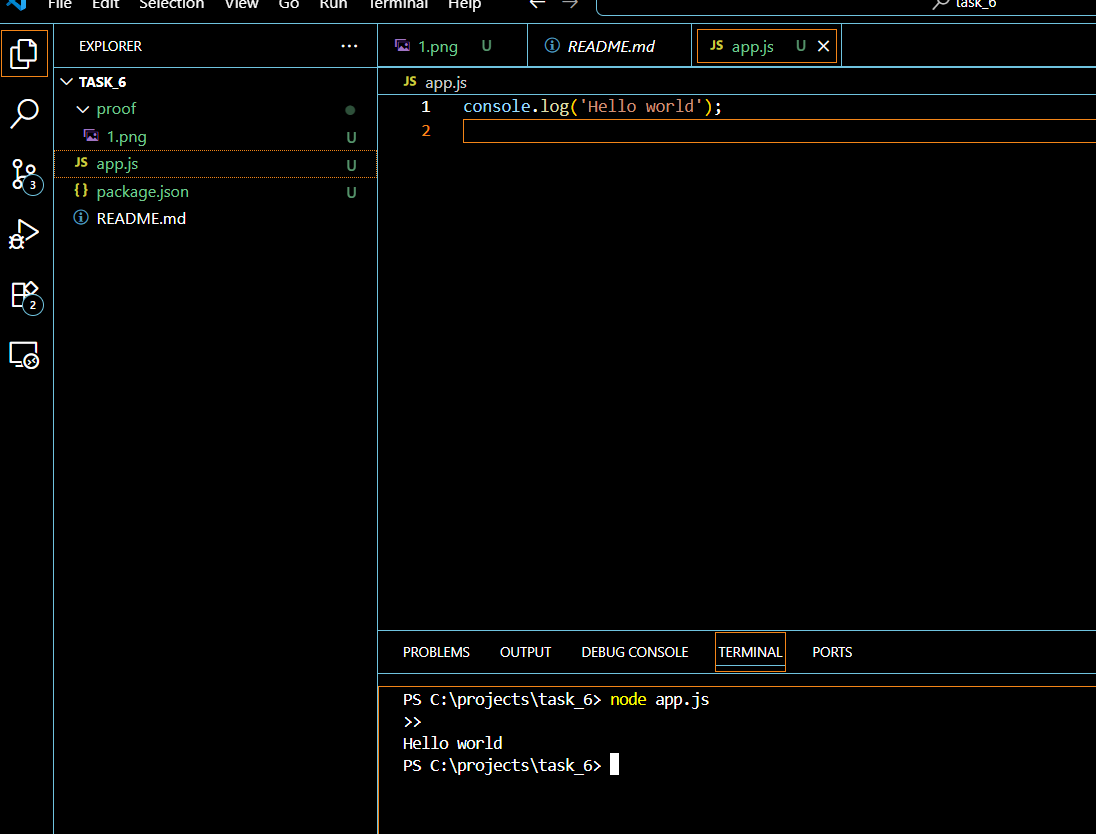 File Edit Selection View Go Run Terminal Help ← → task_6
EXPLORER ...
TASK_6
proof
1.png U
JS app.js U
{} package.json U
README.md
3
2
1.png U
README.md
JS app.js U
JS app.js
1 console.log('Hello world');
2
PROBLEMS OUTPUT DEBUG CONSOLE TERMINAL PORTS
PS C:\projects\task_6> node app.js
>>
Hello world
PS C:\projects\task_6>